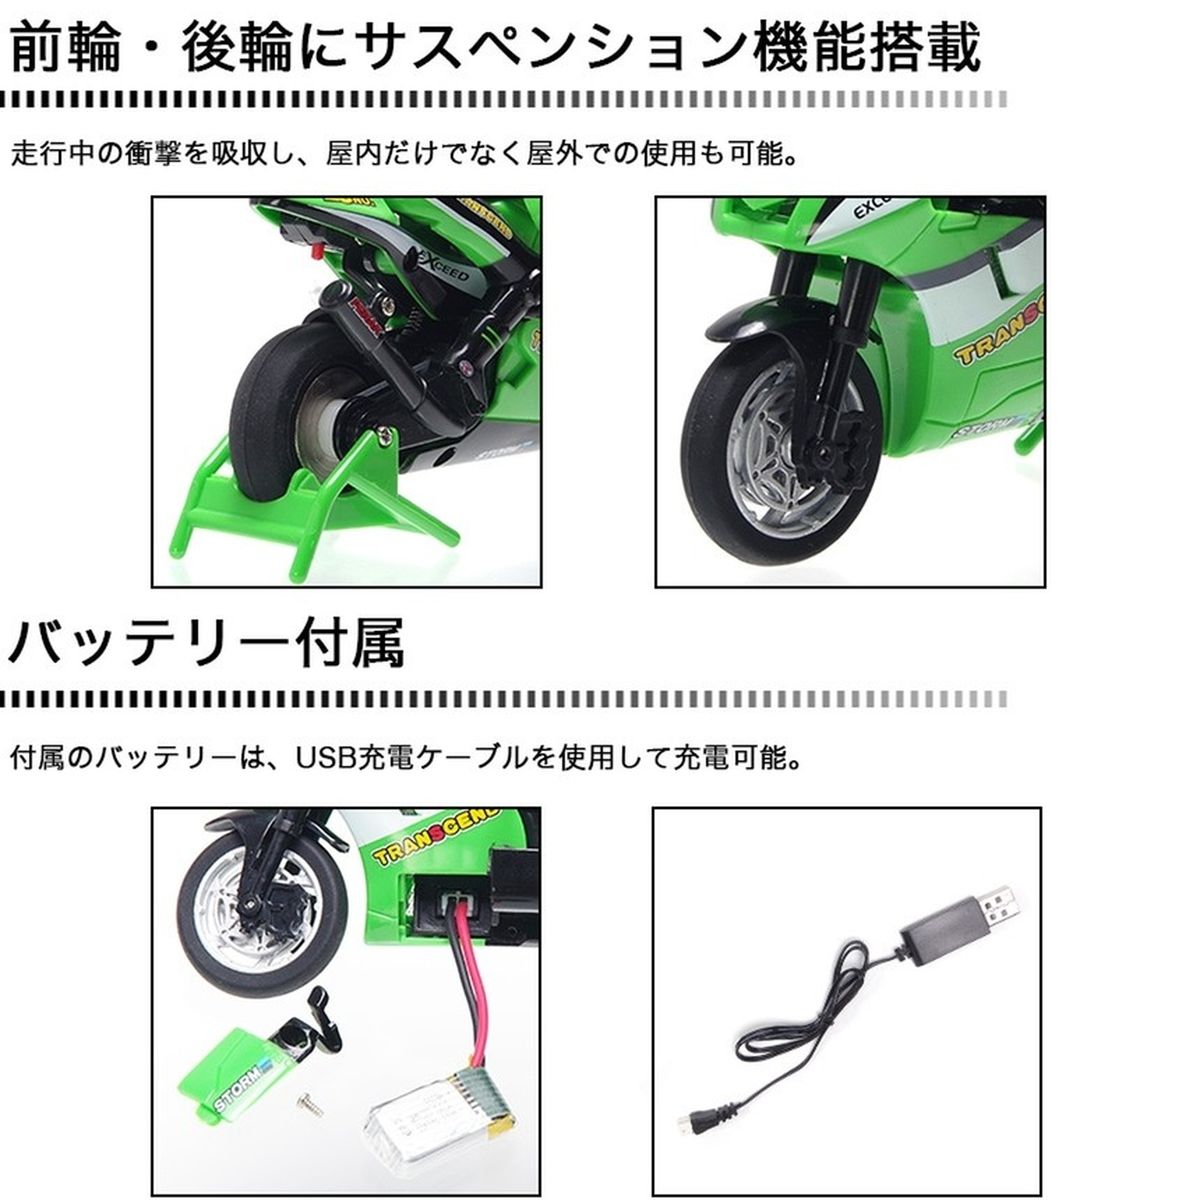 前輪・後輪にサスペンション機能搭載
走行中の衝撃を吸収し、屋内だけでなく屋外での使用も可能。
TRANSCEND
EXCEED
STORM
TRANS
STORM
バッテリー付属
付属のバッテリーは、USB充電ケーブルを使用して充電可能。
TRANSCEND
STORM